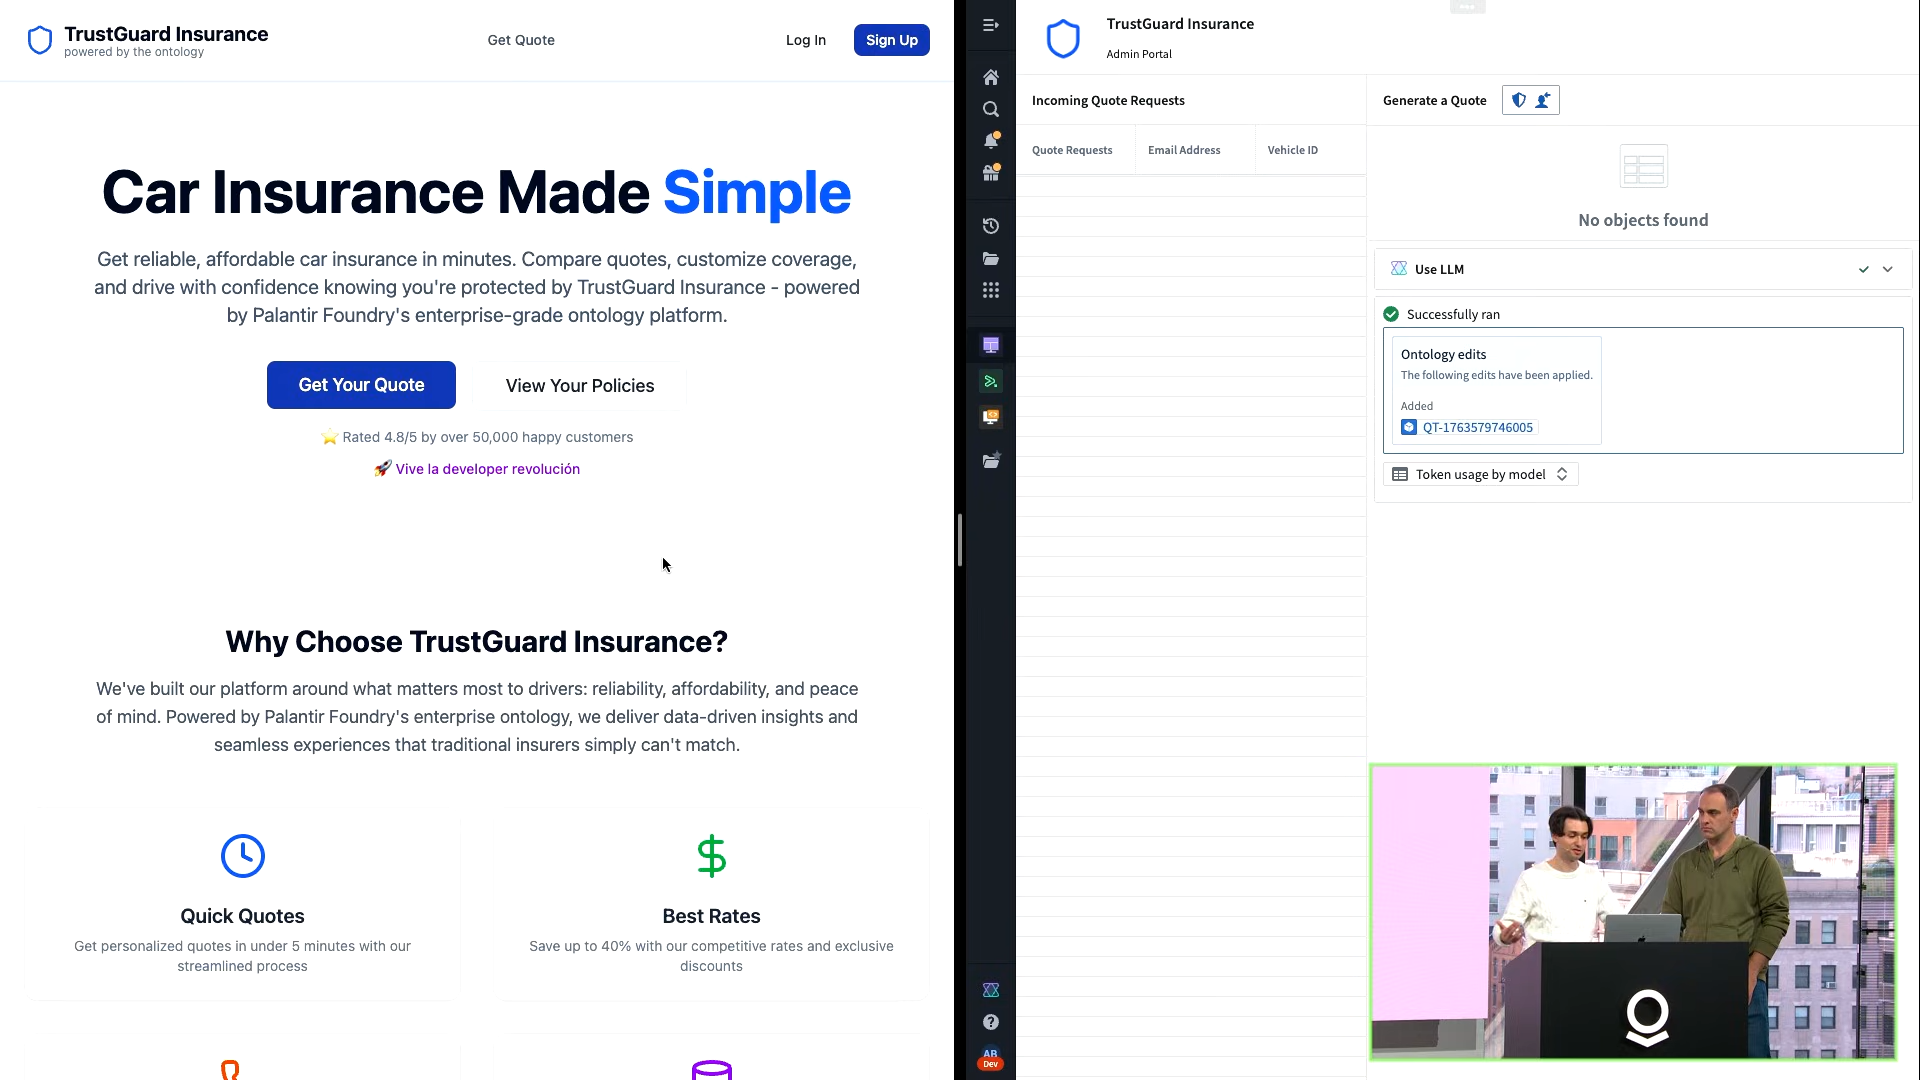 TrustGuard Insurance
powered by the ontology
Get Quote
Log In
Sign Up
Car Insurance Made Simple
Get reliable, affordable car insurance in minutes. Compare quotes, customize coverage,
and drive with confidence knowing you're protected by TrustGuard Insurance - powered
by Palantir Foundry's enterprise-grade ontology platform.
Get Your Quote
View Your Policies
⭐ Rated 4.8/5 by over 50,000 happy customers
🚀 Vive la developer revolución
Why Choose TrustGuard Insurance?
We've built our platform around what matters most to drivers: reliability, affordability, and peace
of mind. Powered by Palantir Foundry's enterprise ontology, we deliver data-driven insights and
seamless experiences that traditional insurers simply can't match.
Quick Quotes
Get personalized quotes in under 5 minutes with our
streamlined process
Best Rates
Save up to 40% with our competitive rates and exclusive
discounts
AB
Dev
TrustGuard Insurance
Admin Portal
Incoming Quote Requests
Quote Requests
Email Address
Vehicle ID
Generate a Quote
No objects found
Use LLM
Successfully ran
Ontology edits
The following edits have been applied.
Added
QT-1763579746005
Token usage by model